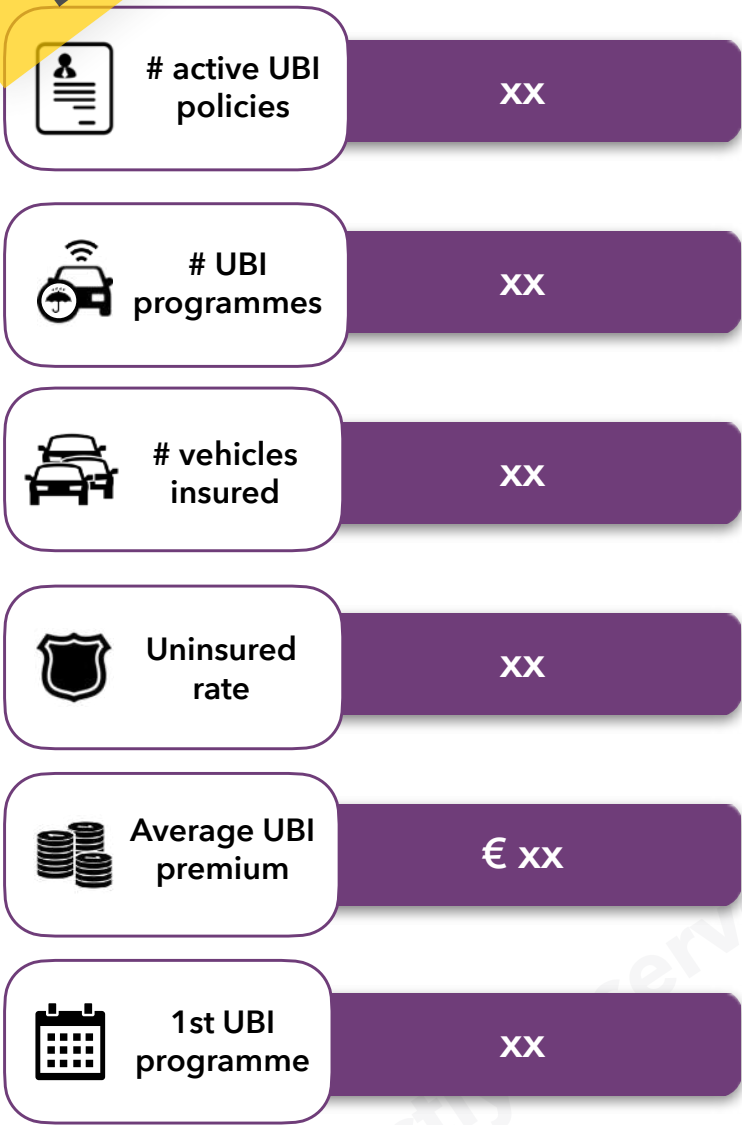 # active UBI
policies
xx
# UBI
programmes
xx
# vehicles
insured
xx
Uninsured
rate
xx
Average UBI
premium
€ xx
1st UBI
programme
xx